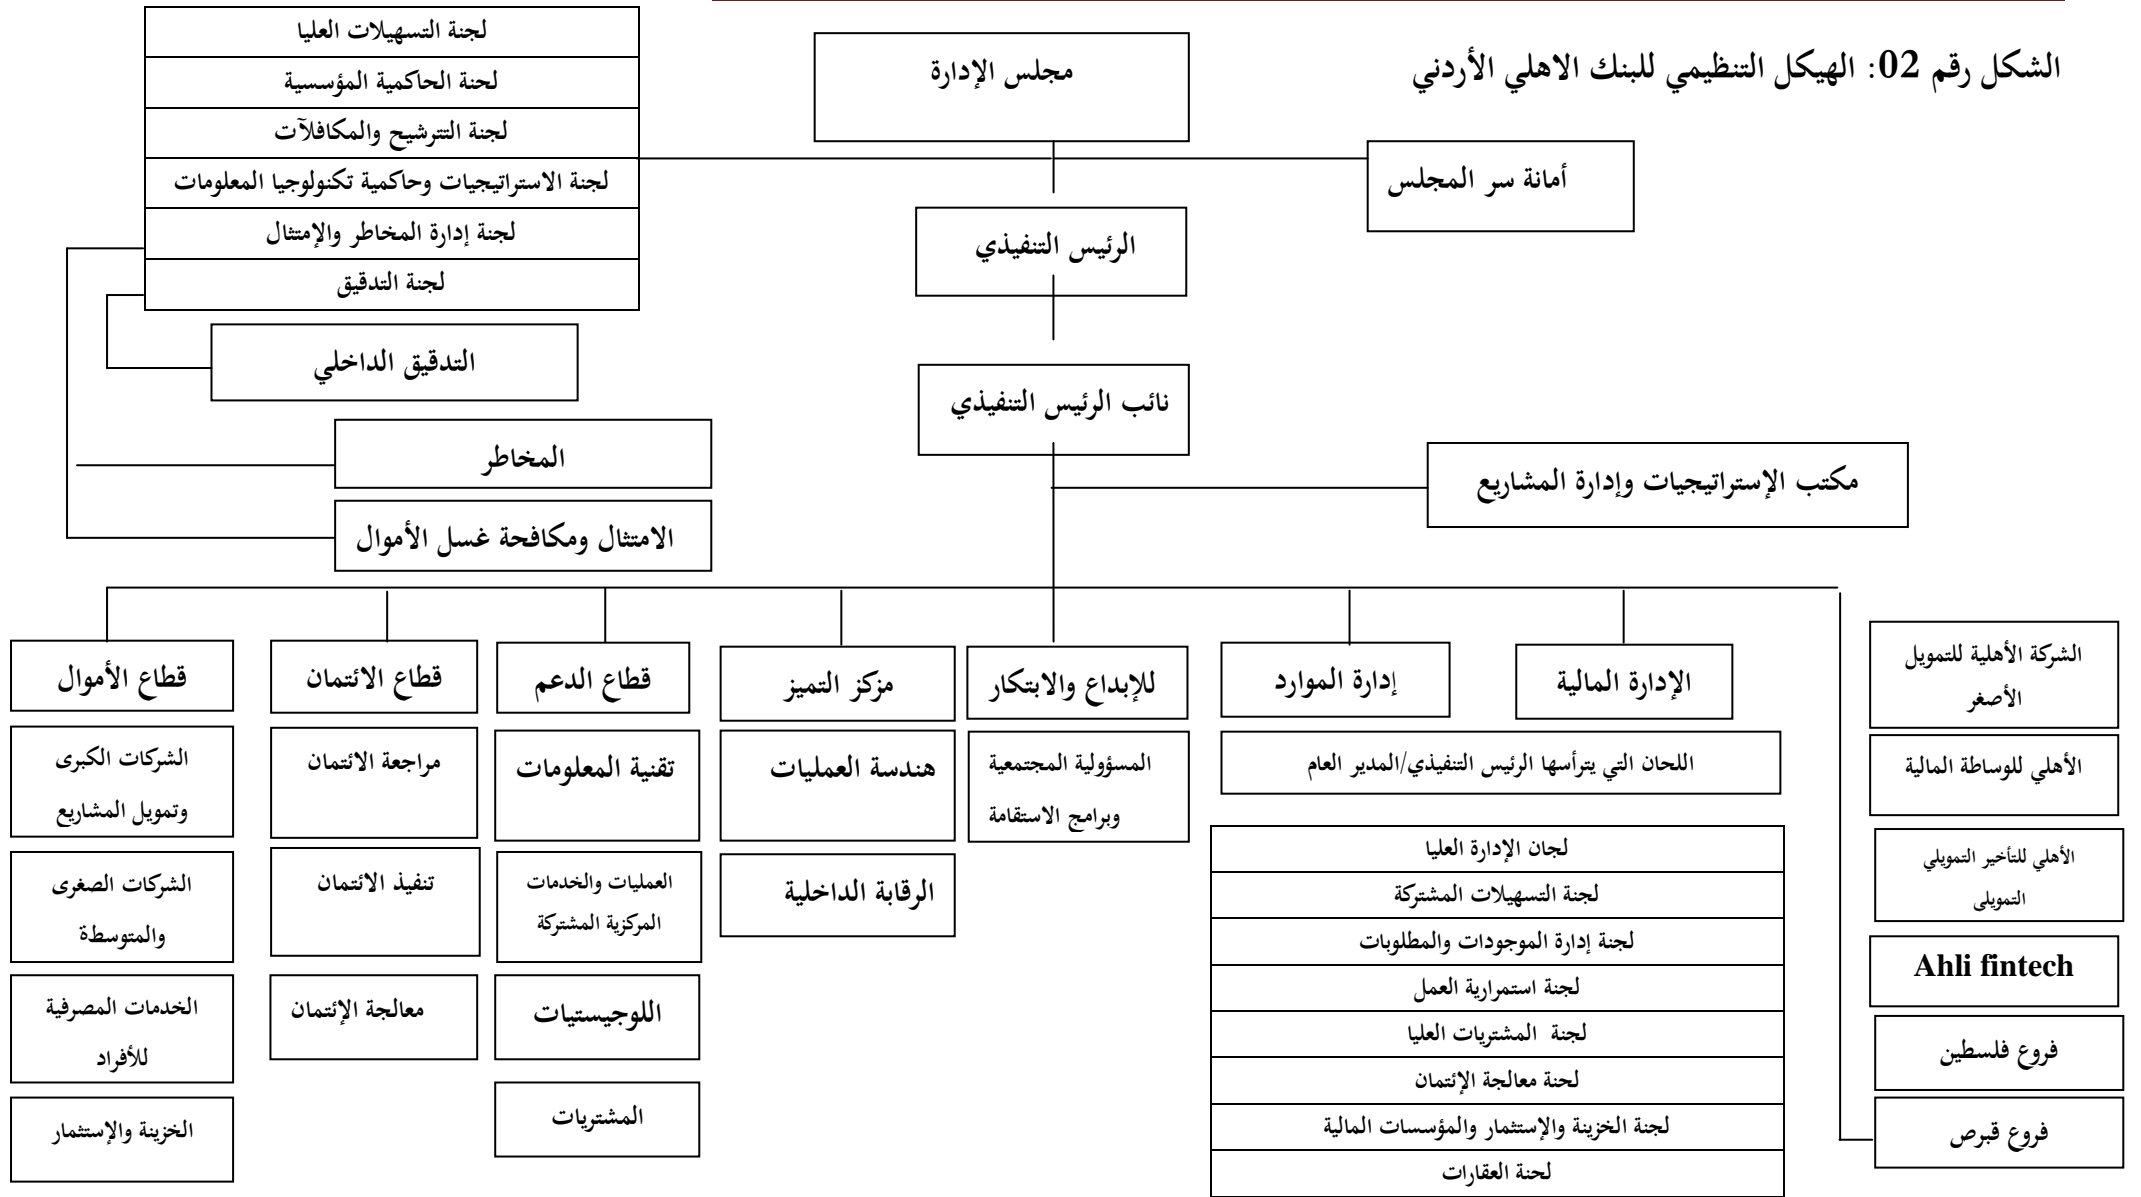 الشكل رقم 02: الهيكل التنظيمي للبنك الاهلي الأردني
مجلس الإدارة
أمانة سر المجلس
لجنة التسهيلات العليا
لحنة الحاكمية المؤسسية
لجنة التترشيح والمكافلآت
لجنة الاستراتيجيات وحاكمية تكنولوجيا المعلومات
لجنة إدارة المخاطر والإمتثال
لجنة التدقيق
الرئيس التنفيذي
التدقيق الداخلي
نائب الرئيس التنفيذي
المخاطر
مكتب الإستراتيجيات وإدارة المشاريع
الامتثال ومكافحة غسل الأموال
الشركة الأهلية للتمويل
الأصغر
الأهلي للوساطة المالية
الأهلي للتأخير التمويلي
التمويلى
Ahli fintech
فروع فلسطين
فروع قبرص
الإدارة المالية
إدارة الموارد
اللحان التي يترأسها الرئيس التنفيذي/المدير العام
لجان الإدارة العليا
لجنة التسهيلات المشتركة
لجنة إدارة الموجودات والمطلوبات
لجنة استمرارية العمل
لجنة المشتريات العليا
لحنة معالجة الإئتمان
لجنة الخزينة والإستثمار والمؤسسات المالية
لحنة العقارات
للإبداع والابتكار
المسؤولية المجتمعية
وبرامج الاستقامة
مزكز التميز
هندسة العمليات
الرقابة الداخلية
قطاع الدعم
تقنية المعلومات
العمليات والخدمات
المركزية المشتركة
اللوجيستيات
المشتريات
قطاع الائتمان
مراجعة الائتمان
تنفيذ الائتمان
معالجة الإئتمان
قطاع الأموال
الشركات الكبرى
وتمويل المشاريع
الشركات الصغرى
والمتوسطة
الخدمات المصرفية
للأفراد
الخزينة والإستثمار